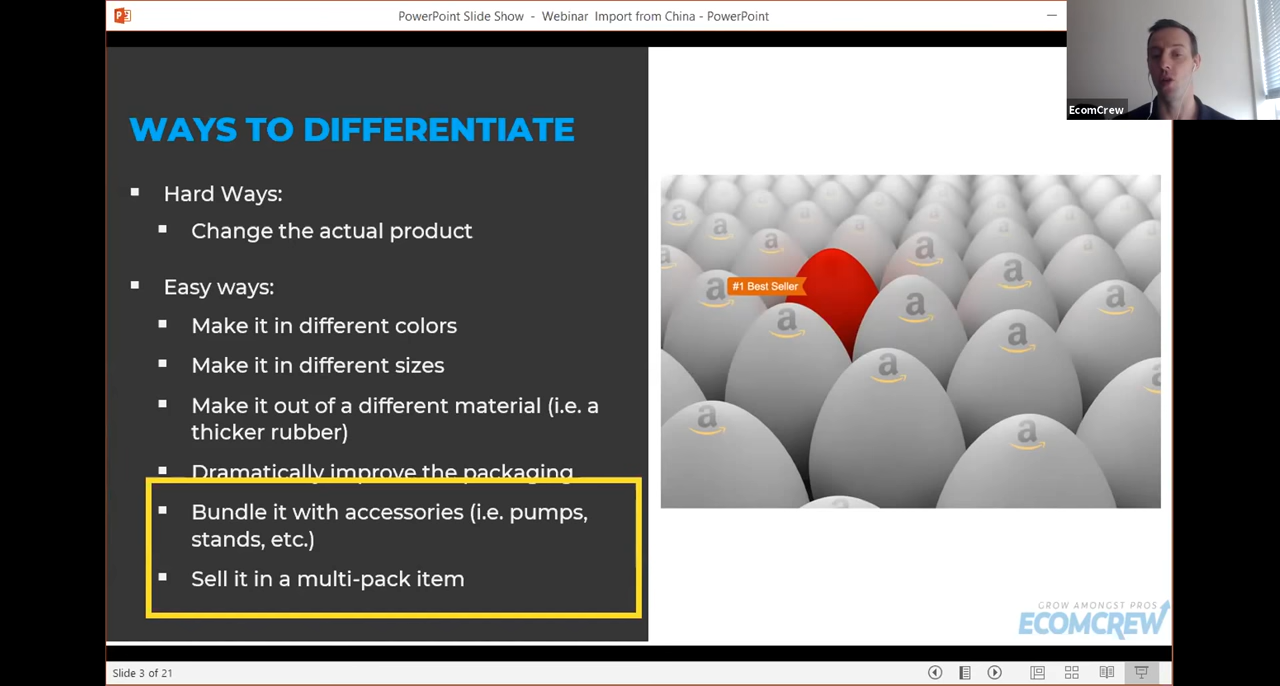 PowerPoint Slide Show - Webinar Import from China - PowerPoint
EcomCrew
WAYS TO DIFFERENTIATE
Hard Ways:
Change the actual product
Easy ways:
Make it in different colors
Make it in different sizes
Make it out of a different material (i.e. a
thicker rubber)
Dramatically improve the packaging
Bundle it with accessories (i.e. pumps,
stands, etc.)
Sell it in a multi-pack item
#1 Best Seller
GROW AMONGST PROS
ECOMCREW
Slide 3 of 21